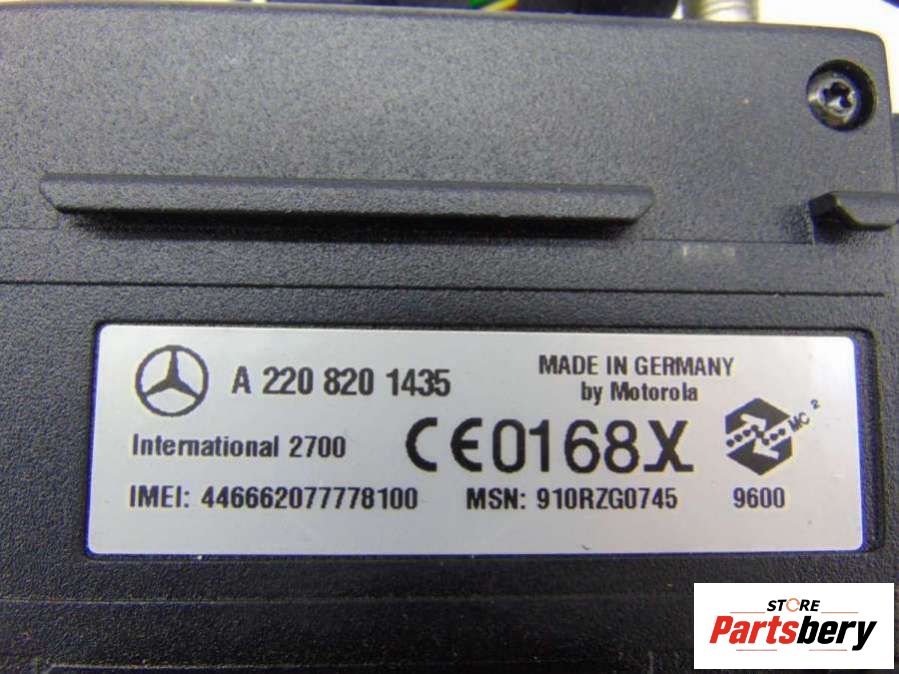 A 220 820 1435
MADE IN GERMANY
by Motorola
International 2700
CE0168X
MC 2
IMEI: 446662077778100 MSN: 910RZG0745 9600
STORE
Partsbery